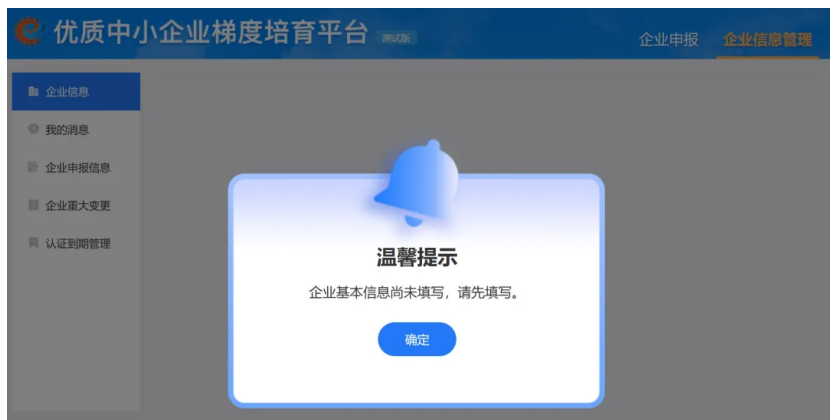 优质中小企业梯度培育平台 测试版
企业申报 企业信息管理
企业信息
我的消息
企业申报信息
企业重大变更
认证到期管理
温馨提示
企业基本信息尚未填写，请先填写。
确定